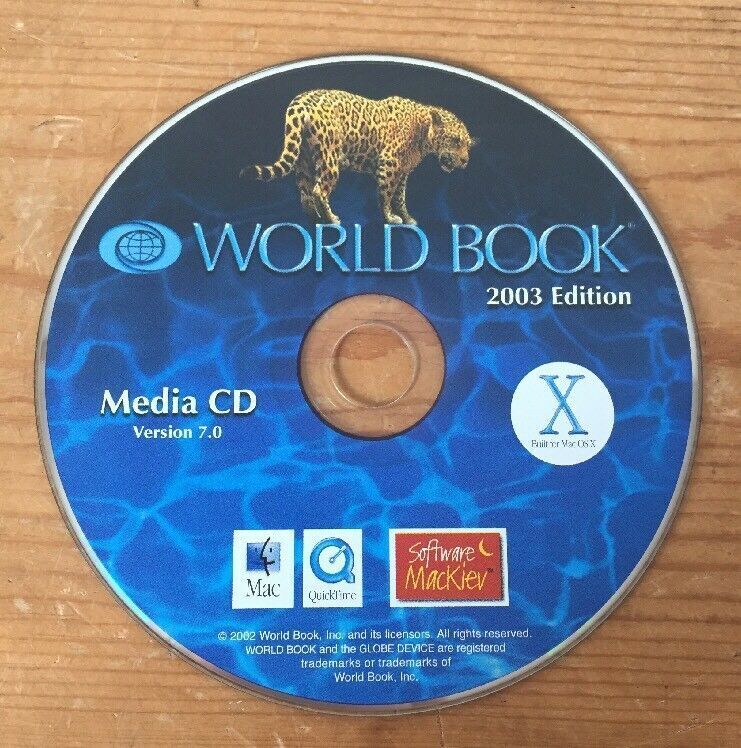 WORLD BOOK®
2003 Edition
Media CD
Version 7.0
X
Built for Mac OS X
Mac
QuickTime
Software
MacKiev™
© 2002 World Book, Inc. and its licensors. All rights reserved.
WORLD BOOK and the GLOBE DEVICE are registered
trademarks or trademarks of
World Book, Inc.